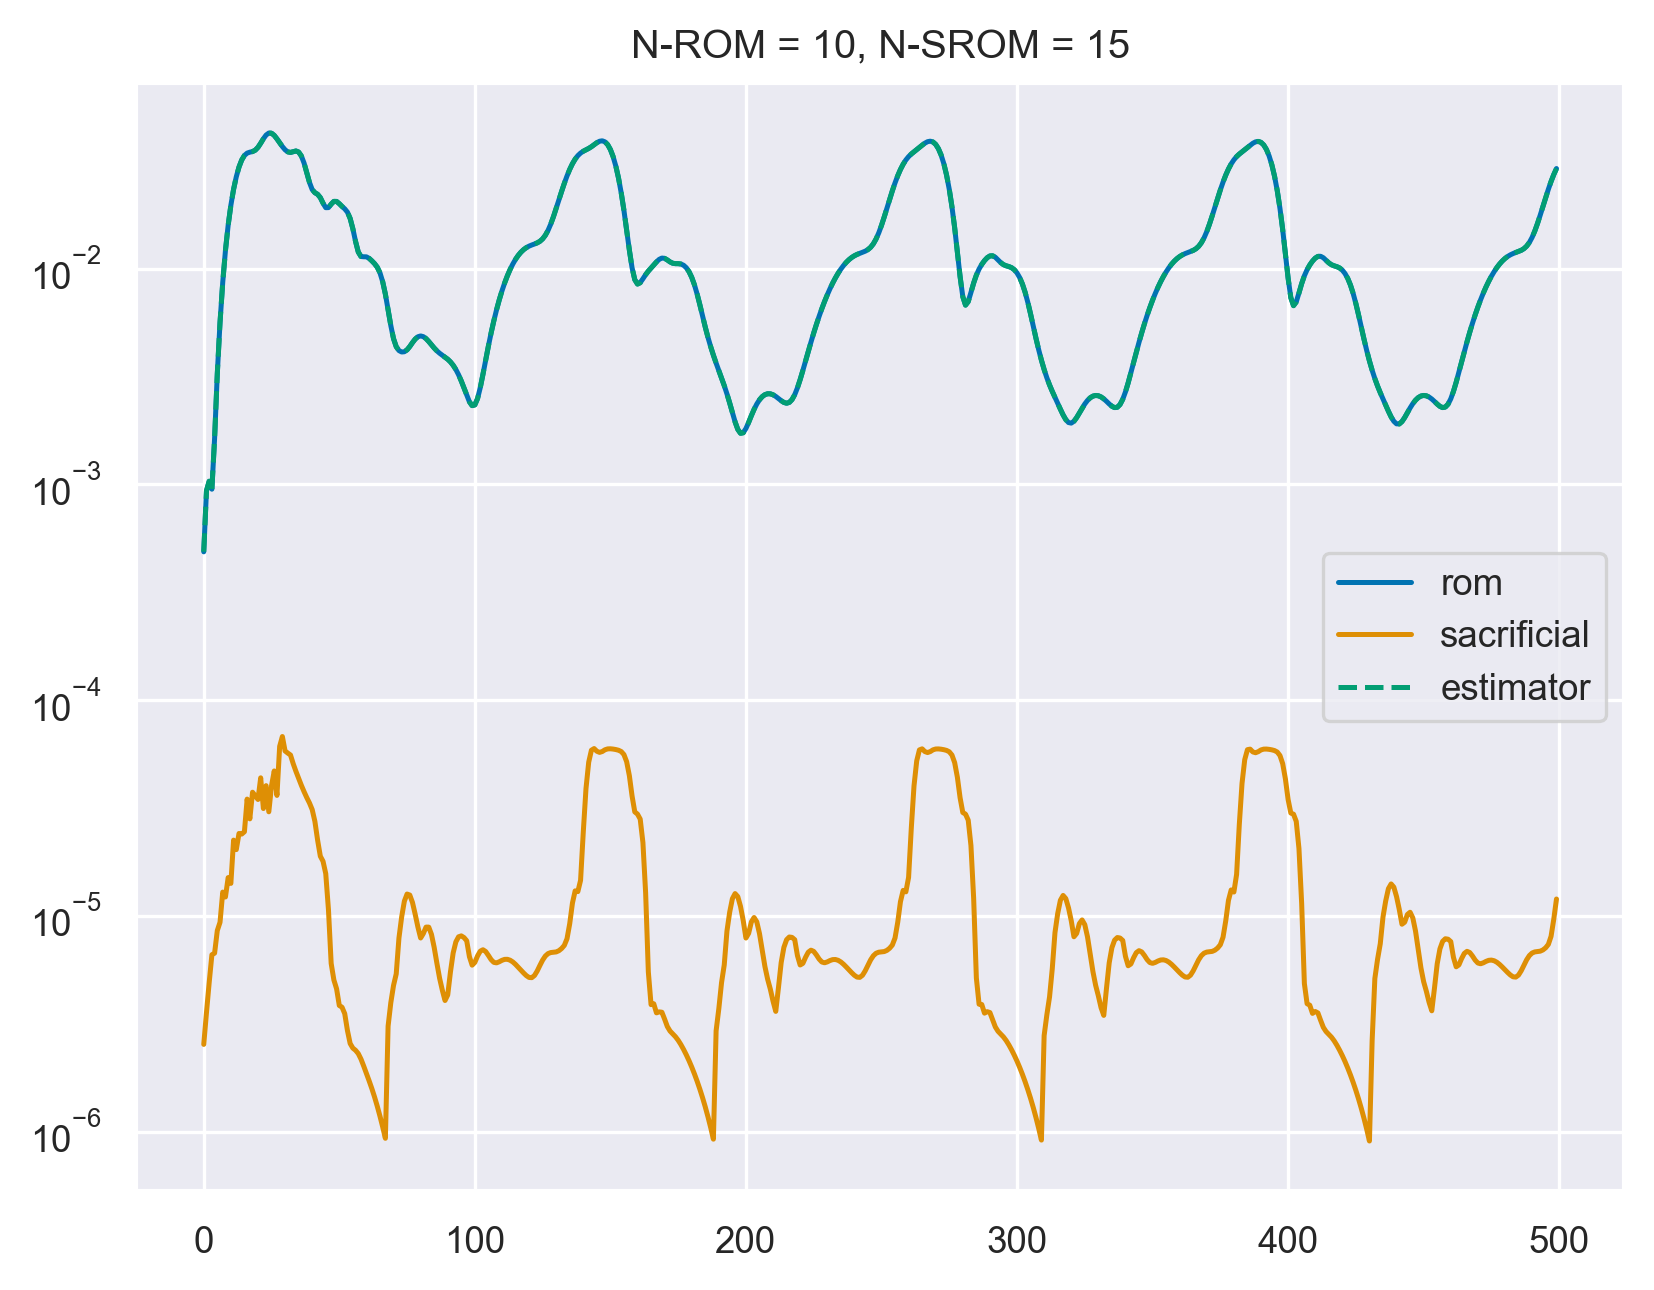 N-ROM = 10, N-SROM = 15
10⁻²
10⁻³
10⁻⁴
10⁻⁵
10⁻⁶
rom
sacrificial
estimator
0 100 200 300 400 500